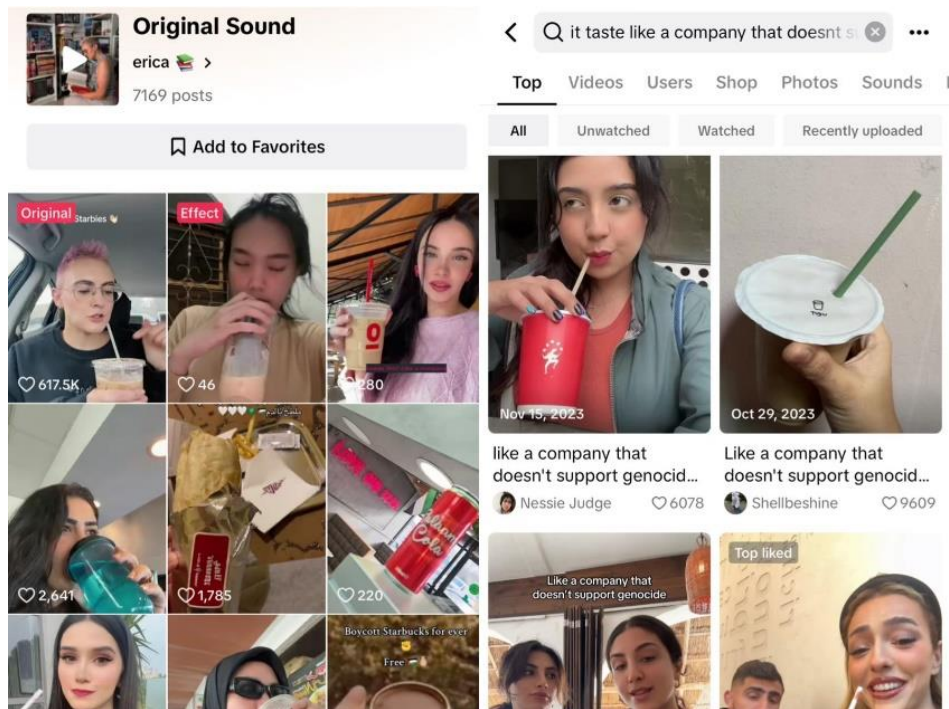 Original Sound
erica
7169 posts
Add to Favorites
Original
Starbies
Effect
617.5K
46
280
2,641
1,785
220
Boycott Starbucks for ever
Free
it taste like a company that doesnt su
Top
Videos
Users
Shop
Photos
Sounds
All
Unwatched
Watched
Recently uploaded
Nov 15, 2023
Oct 29, 2023
like a company that
doesn't support genocid...
Nessie Judge
6078
Like a company that
doesn't support genocid...
Shellbeshine
9609
Like a company that
doesn't support genocide
Top liked